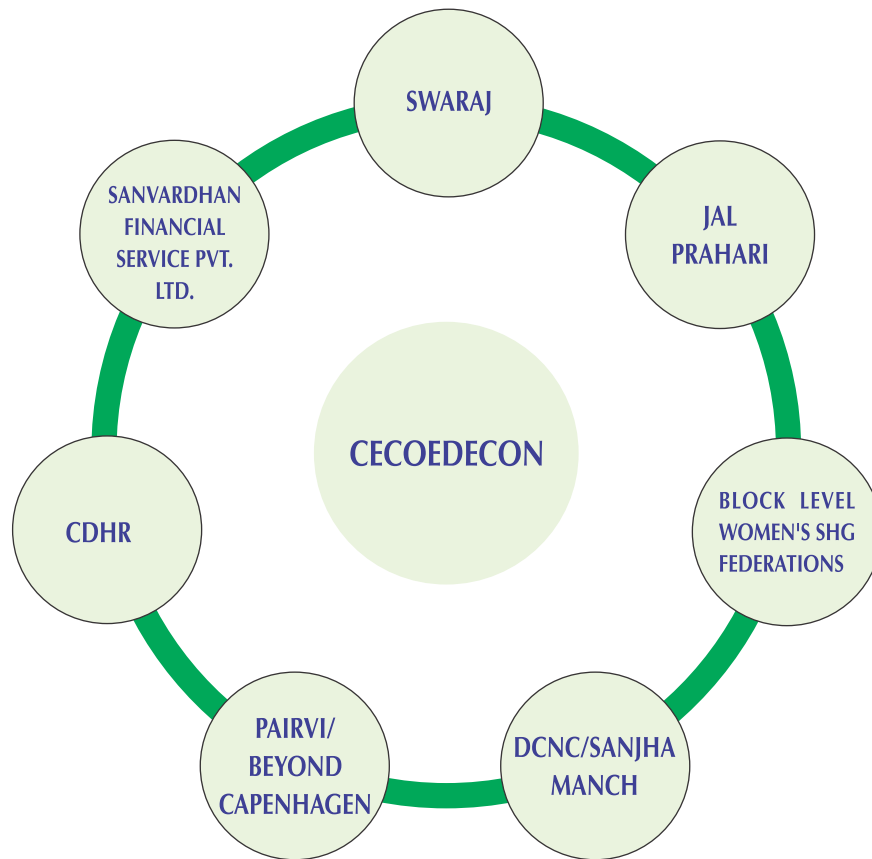 SWARAJ
JAL
PRAHARI
BLOCK LEVEL
WOMEN'S SHG
FEDERATIONS
DCNC/SANJHA
MANCH
PAIRVI/
BEYOND
CAPENHAGEN
CDHR
SANVARDHAN
FINANCIAL
SERVICE PVT.
LTD.
CECOEDECON